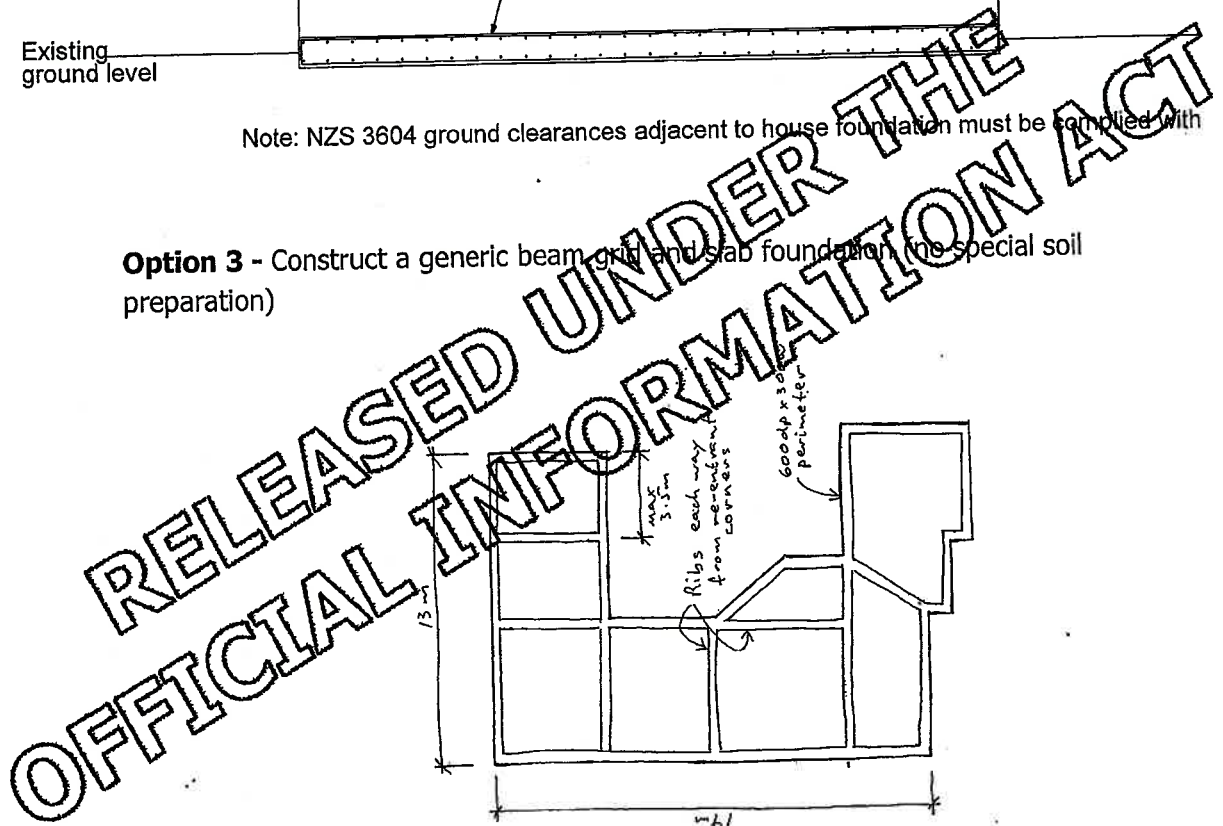 Existing
ground level
Note: NZS 3604 ground clearances adjacent to house foundation must be complied with
RELEASED UNDER THE
OFFICIAL INFORMATION ACT
Option 3 - Construct a generic beam grid and slab foundation (no special soil
preparation)
max
3.5m
Ribs each way
from re-entrant
corners
600dp x
perimeter
13m